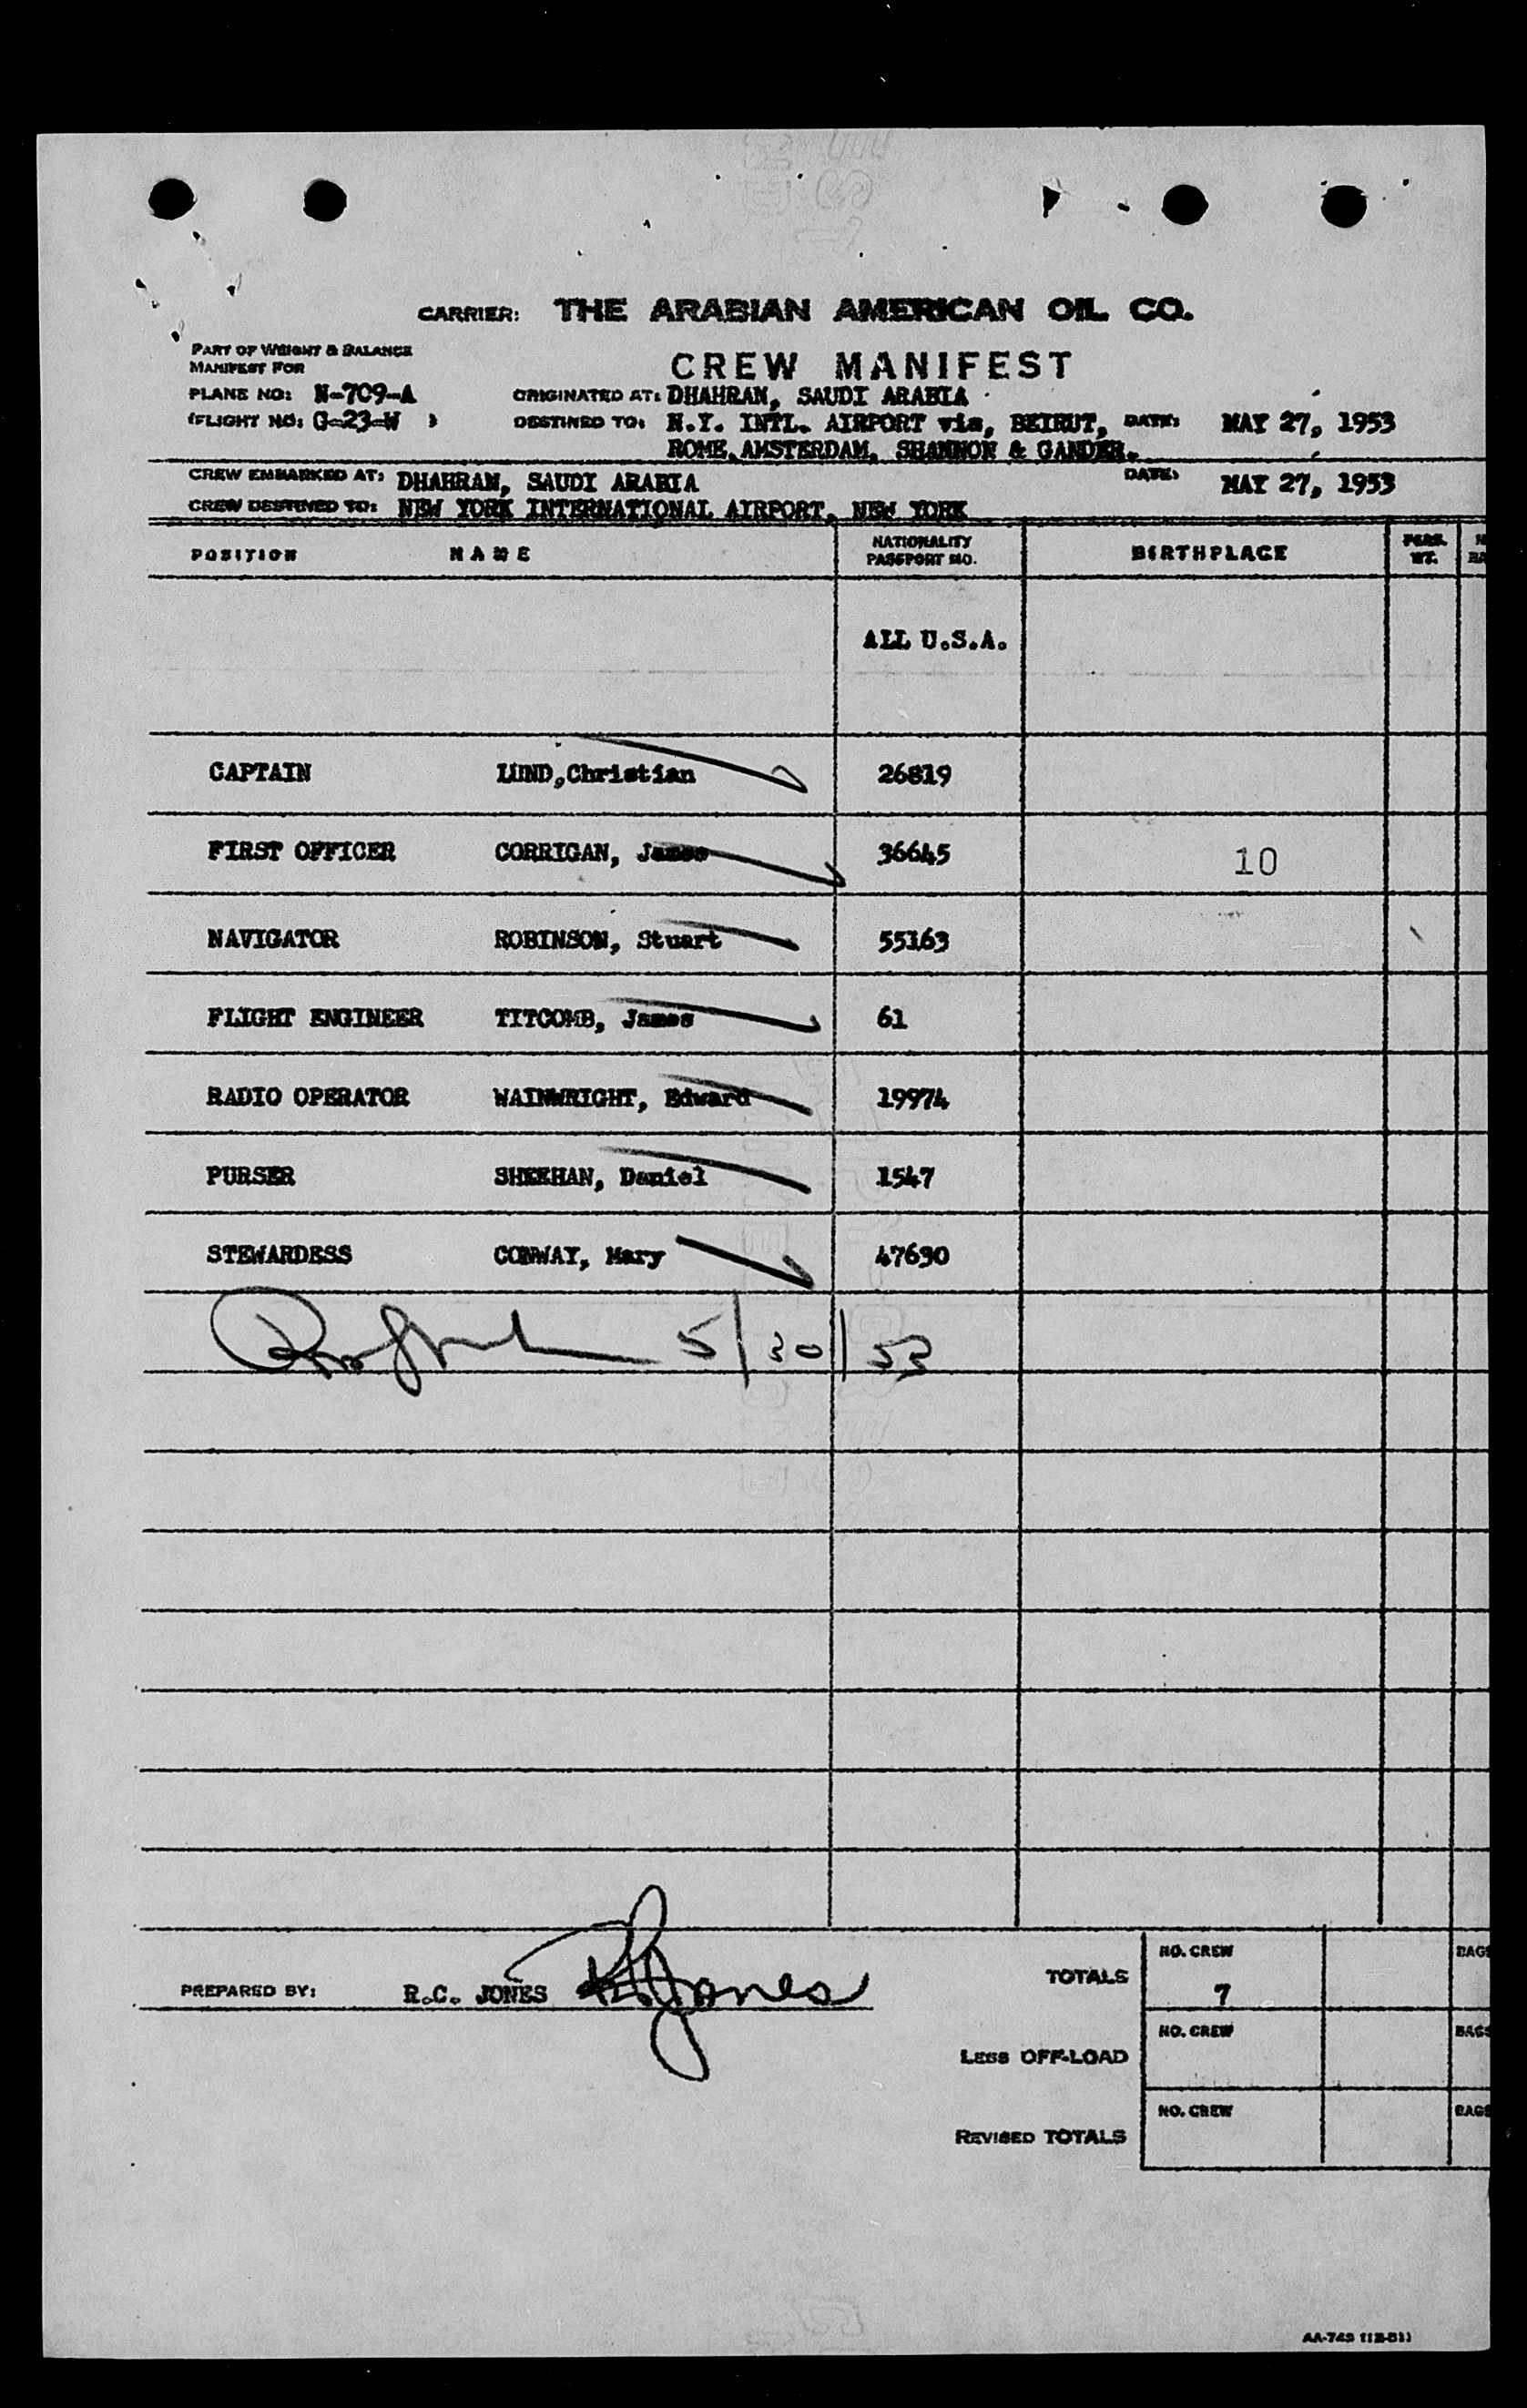 CARRIER: THE ARABIAN AMERICAN OIL CO.
PART OF WEIGHT & BALANCE
MANIFEST FOR
CREW MANIFEST
PLANE NO: N-709-A ORIGINATED AT: DHAHRAN, SAUDI ARABIA
(FLIGHT NO: G-23-W ) DESTINED TO: N.Y. INTL. AIRPORT via, BEIRUT, DATE: MAY 27, 1953
ROME, AMSTERDAM, SHANNON & GANDER.
CREW EMBARKED AT: DHAHRAN, SAUDI ARABIA DATE: MAY 27, 1953
CREW DESTINED TO: NEW YORK INTERNATIONAL AIRPORT, NEW YORK
POSITION NAME NATIONALITY PASSPORT NO. BIRTHPLACE PERS. WT.
ALL U.S.A.
CAPTAIN LUND,Christian 26819
FIRST OFFICER CORRIGAN, James 36645 10
NAVIGATOR ROBINSON, Stuart 55163
FLIGHT ENGINEER TITCOMB, James 61
RADIO OPERATOR WAINWRIGHT, Edward 19974
PURSER SHEEHAN, Daniel 1547
STEWARDESS CONWAY, Mary 47690
5/30/53
PREPARED BY: R.C. JONES RCJones
TOTALS NO. CREW 7 BAGS
LESS OFF-LOAD NO. CREW BAGS
REVISED TOTALS NO. CREW BAGS
AA-743 (12-51)